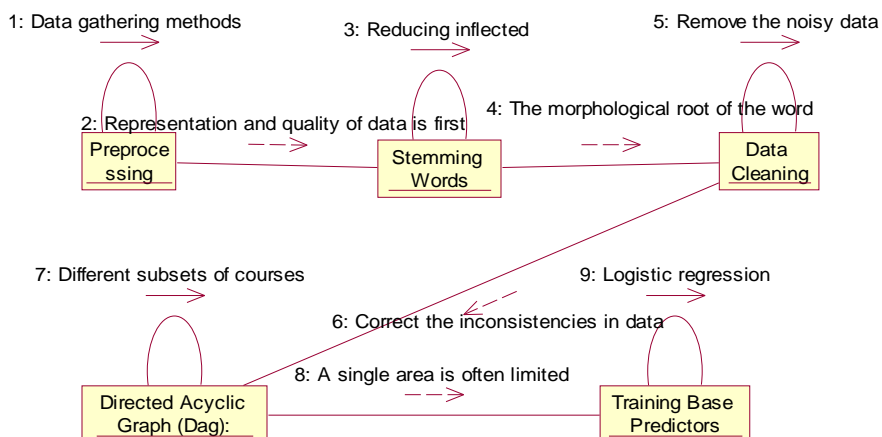 1: Data gathering methods
3: Reducing inflected
5: Remove the noisy data
2: Representation and quality of data is first
4: The morphological root of the word
Preproce
ssing
Stemming
Words
Data
Cleaning
7: Different subsets of courses
9: Logistic regression
6: Correct the inconsistencies in data
8: A single area is often limited
Directed Acyclic
Graph (Dag):
Training Base
Predictors